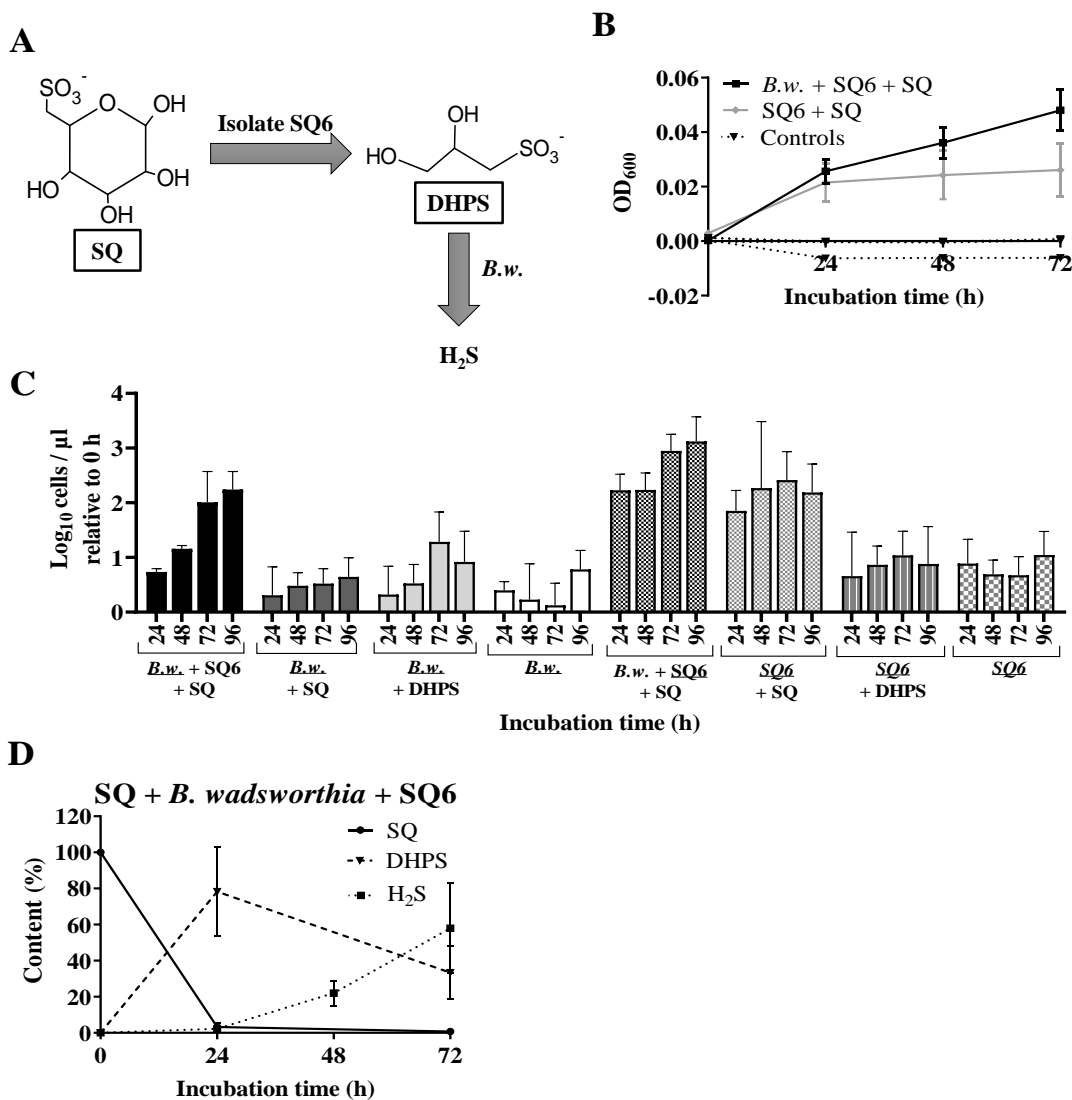 A
SO3-
O
OH
OH
OH
HO
SQ
Isolate SQ6
OH
HO
SO3-
DHPS
B.w.
H2S
B
0.06
0.04
0.02
0.00
-0.02
OD600
B.w. + SQ6 + SQ
SQ6 + SQ
Controls
24 48 72
Incubation time (h)
C
4
3
2
1
0
Log10 cells / µl
relative to 0 h
24 48 72 96 24 48 72 96 24 48 72 96 24 48 72 96 24 48 72 96 24 48 72 96 24 48 72 96 24 48 72 96
B.w. + SQ6 B.w. B.w. B.w. B.w. + SQ6 SQ6 SQ6 SQ6
+ SQ + SQ + DHPS + SQ + SQ + DHPS
Incubation time (h)
D
SQ + B. wadsworthia + SQ6
120
100
80
60
40
20
0
Content (%)
SQ
DHPS
H2S
0 24 48 72
Incubation time (h)